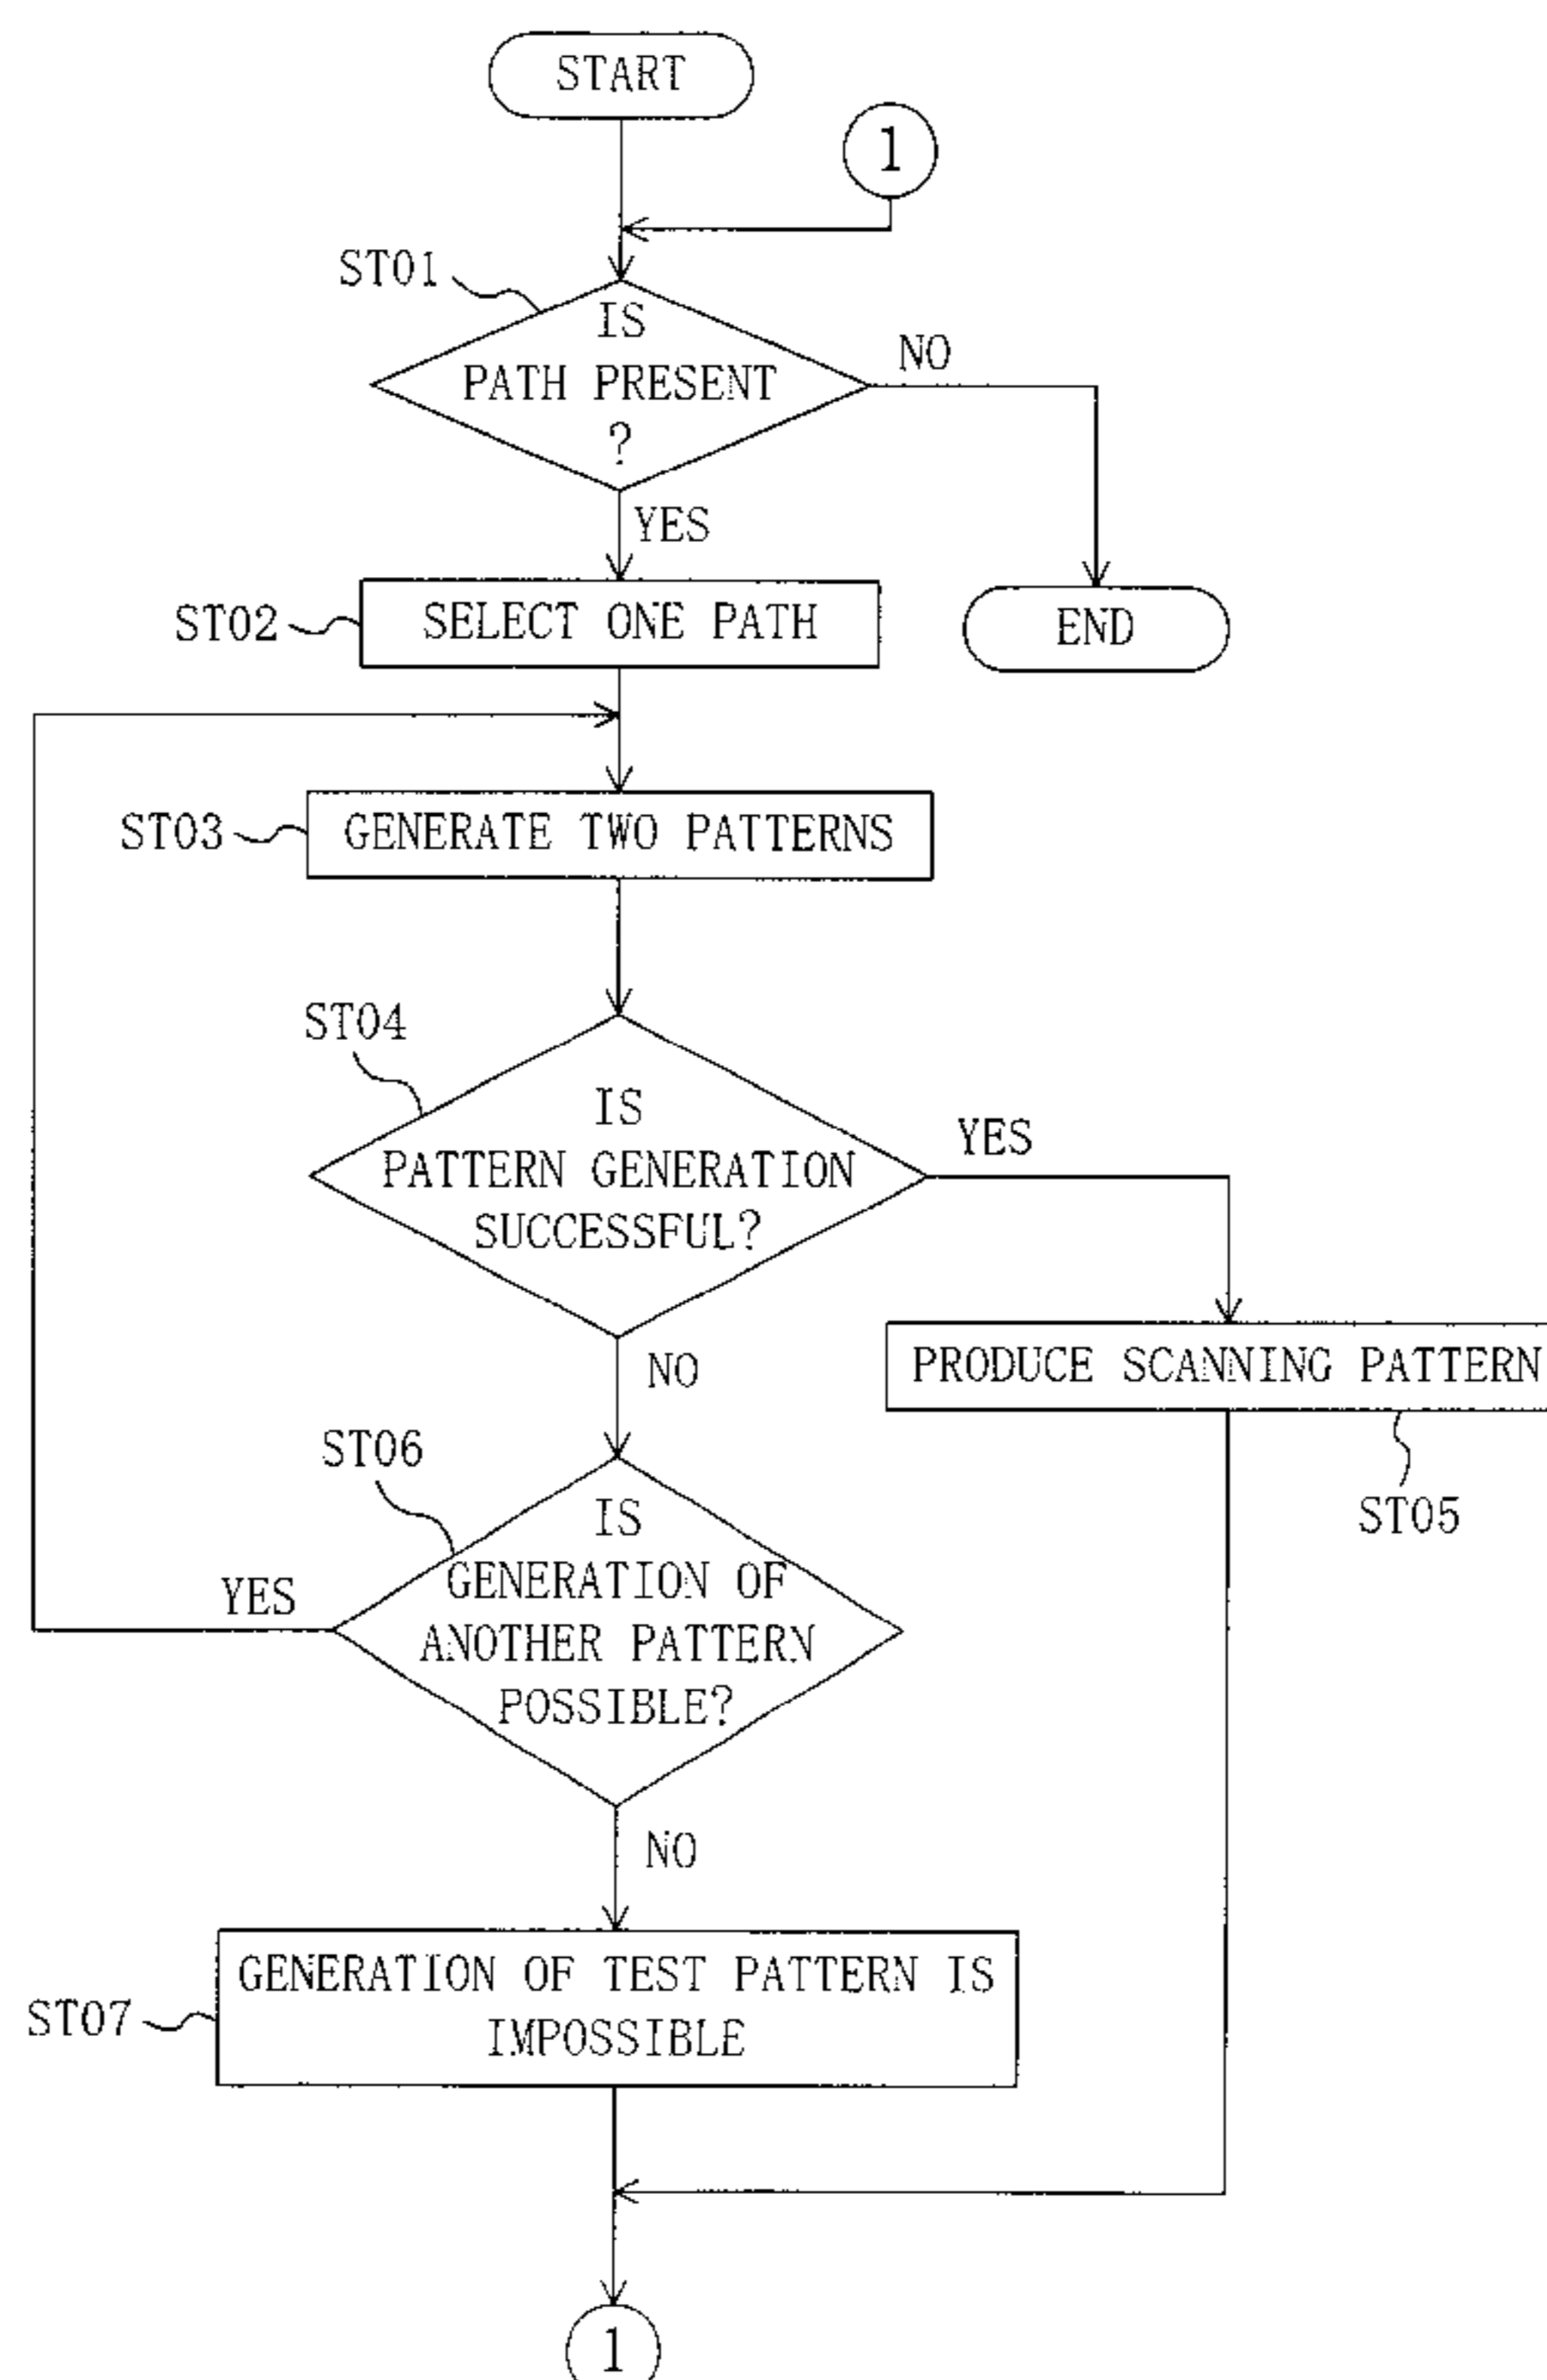 START
1
ST01
IS
PATH PRESENT
?
NO
YES
ST02
SELECT ONE PATH
END
ST03
GENERATE TWO PATTERNS
ST04
IS
PATTERN GENERATION
SUCCESSFUL?
YES
NO
PRODUCE SCANNING PATTERN
ST05
ST06
IS
GENERATION OF
ANOTHER PATTERN
POSSIBLE?
YES
NO
ST07
GENERATION OF TEST PATTERN IS
IMPOSSIBLE
1